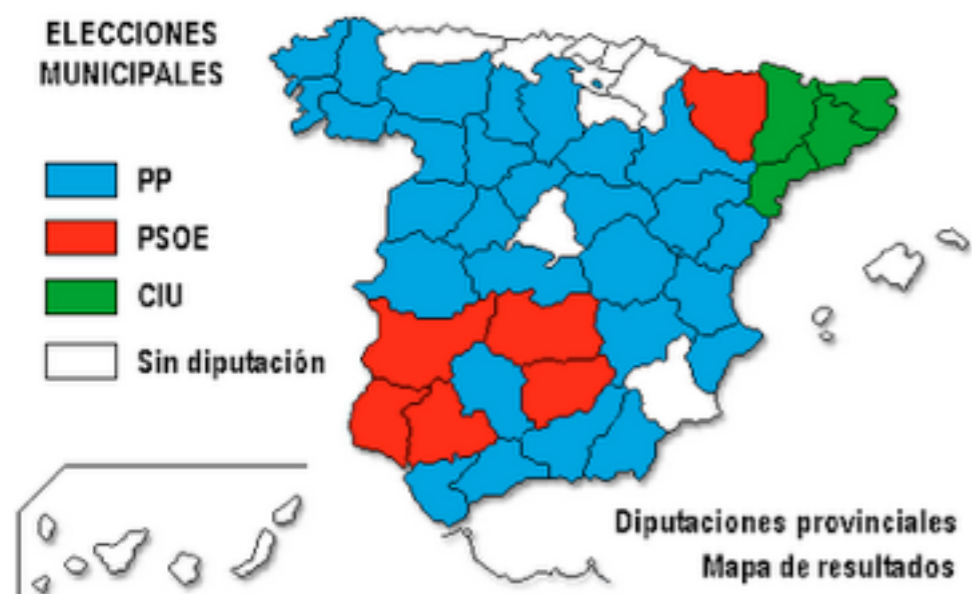 ELECCIONES
MUNICIPALES
PP
PSOE
CIU
Sin diputación
Diputaciones provinciales
Mapa de resultados